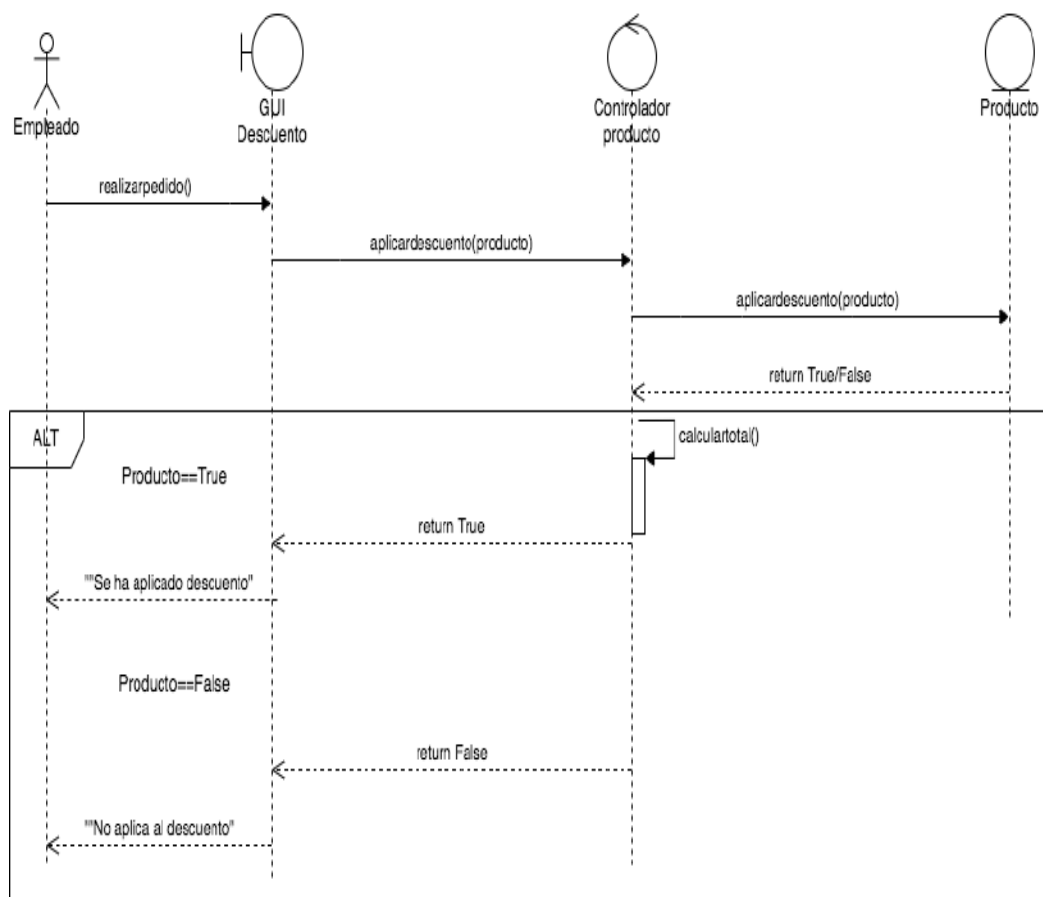 Empleado
GUI
Descuento
Controlador
producto
Producto
realizarpedido()
aplicardescuento(producto)
aplicardescuento(producto)
return True/False
ALT
calculartotal()
Producto==True
return True
""Se ha aplicado descuento"
Producto==False
return False
""No aplica al descuento"